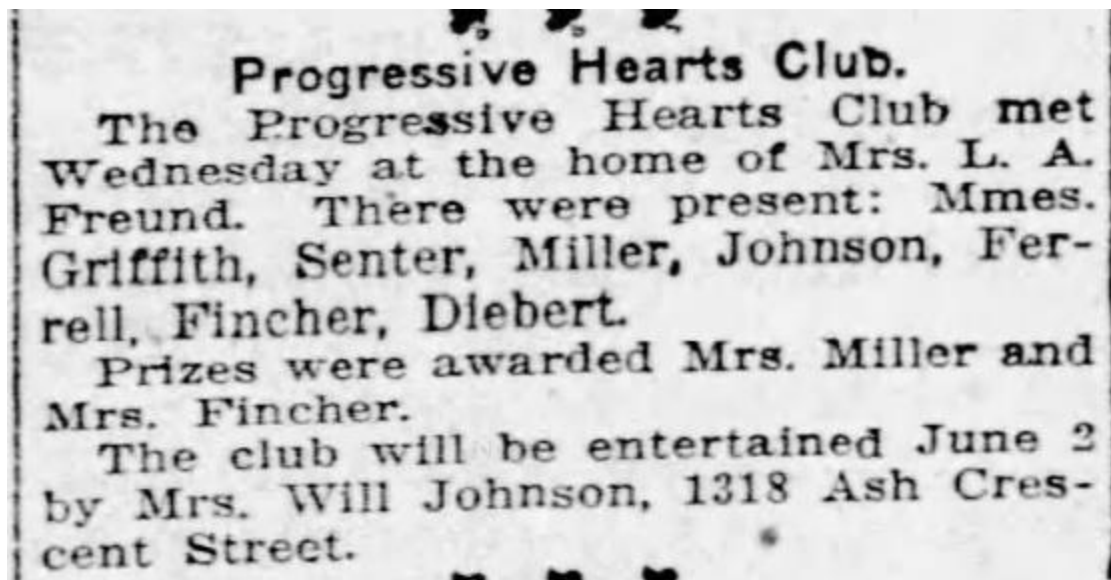 Progressive Hearts Club.
The Progressive Hearts Club met
Wednesday at the home of Mrs. L. A.
Freund. There were present: Mmes.
Griffith, Senter, Miller, Johnson, Fer-
rell, Fincher, Diebert.
Prizes were awarded Mrs. Miller and
Mrs. Fincher.
The club will be entertained June 2
by Mrs. Will Johnson, 1318 Ash Cres-
cent Street.